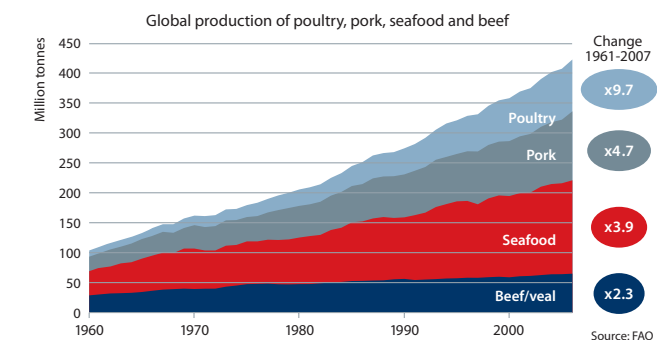 Global production of poultry, pork, seafood and beef
Million tonnes
450
400
350
300
250
200
150
100
50
0
1960
1970
1980
1990
2000
Poultry
Pork
Seafood
Beef/veal
Change
1961-2007
x9.7
x4.7
x3.9
x2.3
Source: FAO